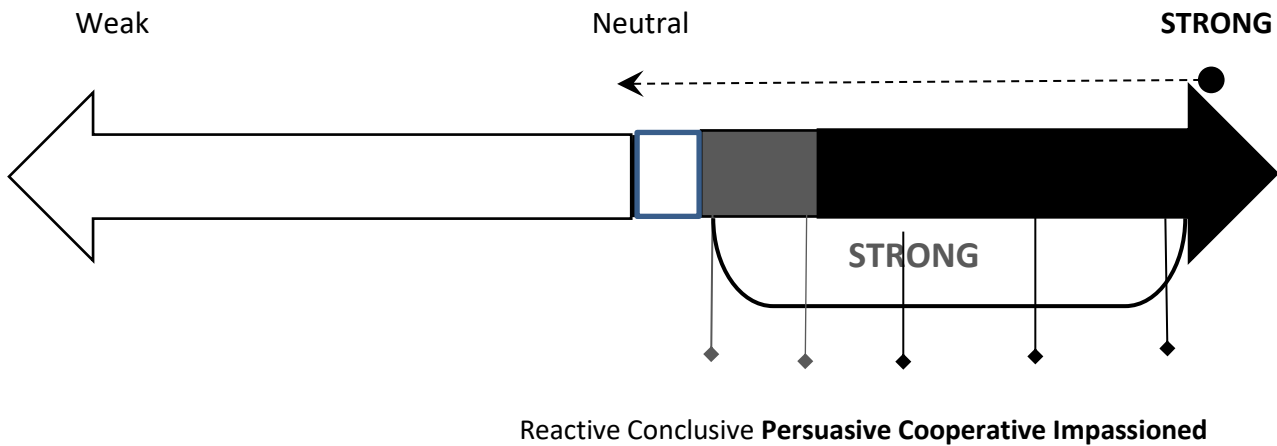 Weak Neutral STRONG
STRONG
Reactive Conclusive Persuasive Cooperative Impassioned